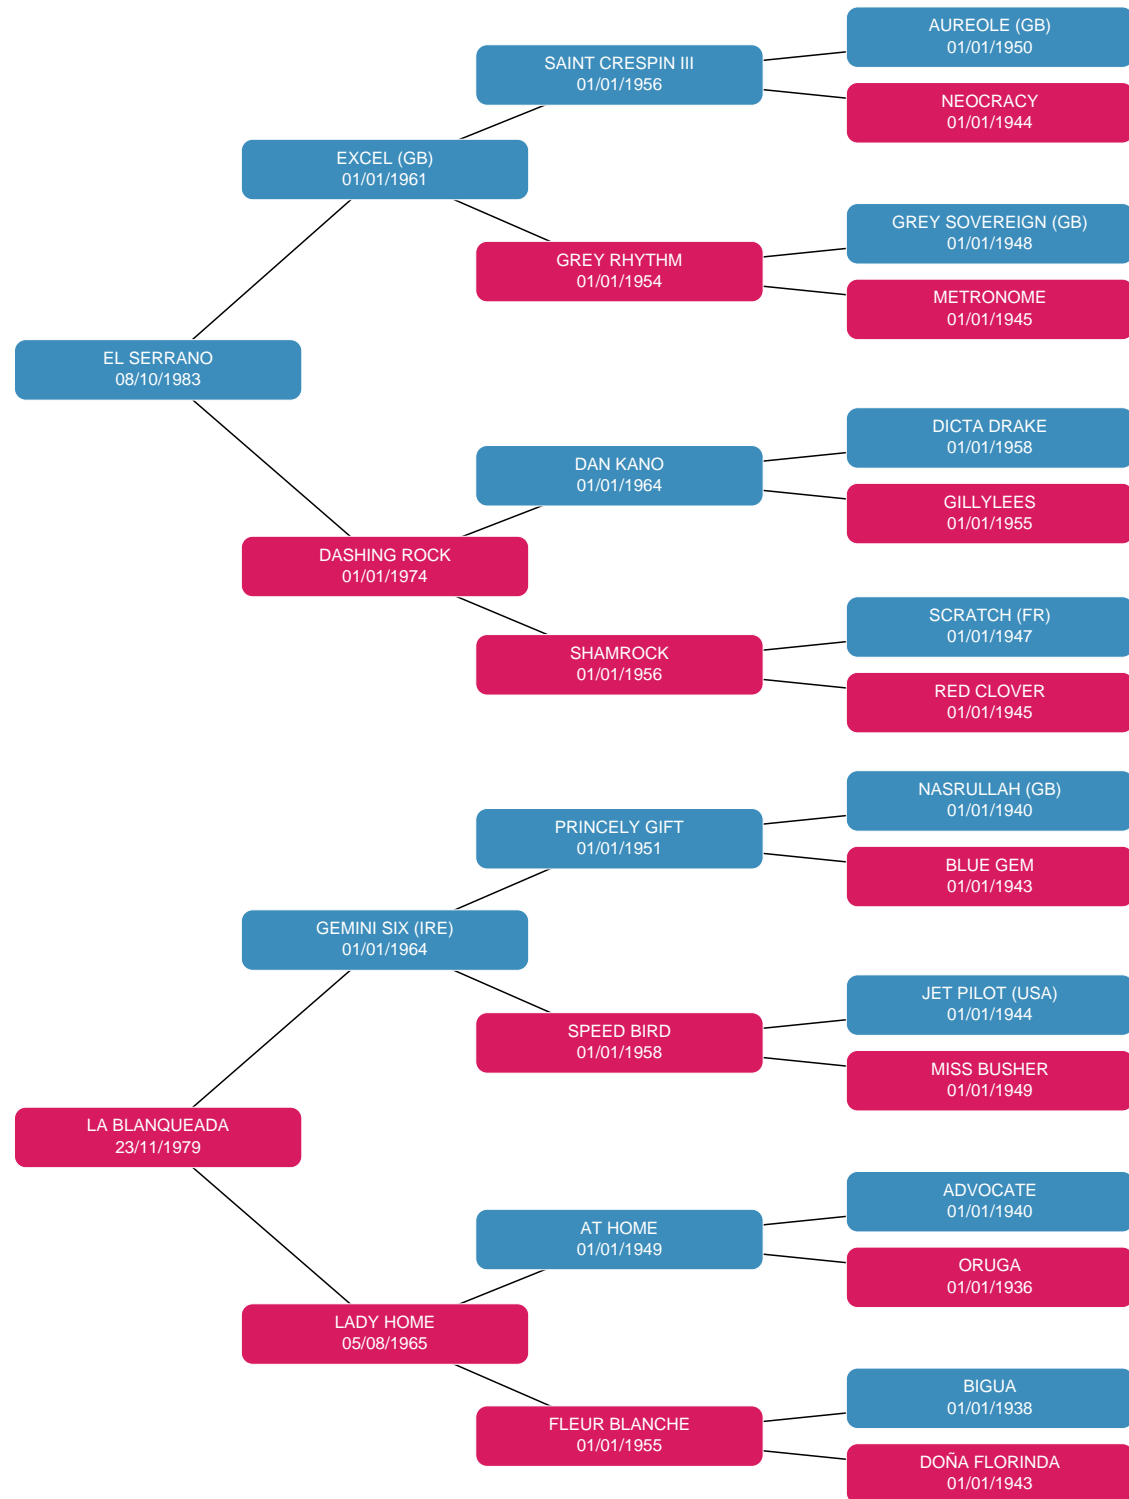 AUREOLE (GB)
01/01/1950
SAINT CRESPIN III
01/01/1956
NEOCRACY
01/01/1944
EXCEL (GB)
01/01/1961
GREY SOVEREIGN (GB)
01/01/1948
GREY RHYTHM
01/01/1954
METRONOME
01/01/1945
EL SERRANO
08/10/1983
DICTA DRAKE
01/01/1958
DAN KANO
01/01/1964
GILLYLEES
01/01/1955
DASHING ROCK
01/01/1974
SCRATCH (FR)
01/01/1947
SHAMROCK
01/01/1956
RED CLOVER
01/01/1945
NASRULLAH (GB)
01/01/1940
PRINCELY GIFT
01/01/1951
BLUE GEM
01/01/1943
GEMINI SIX (IRE)
01/01/1964
JET PILOT (USA)
01/01/1944
SPEED BIRD
01/01/1958
MISS BUSHER
01/01/1949
LA BLANQUEADA
23/11/1979
ADVOCATE
01/01/1940
AT HOME
01/01/1949
ORUGA
01/01/1936
LADY HOME
05/08/1965
BIGUA
01/01/1938
FLEUR BLANCHE
01/01/1955
DOÑA FLORINDA
01/01/1943